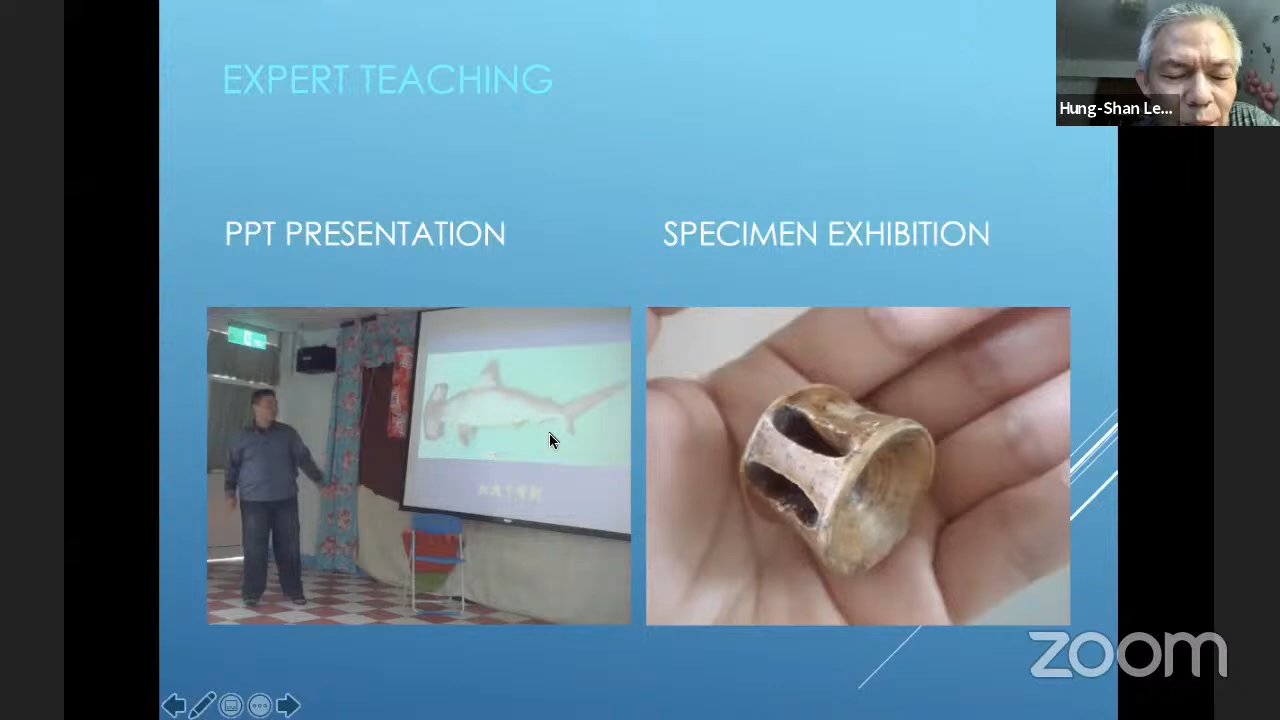 EXPERT TEACHING
Hung-Shan Le...
PPT PRESENTATION
SPECIMEN EXHIBITION
zoom